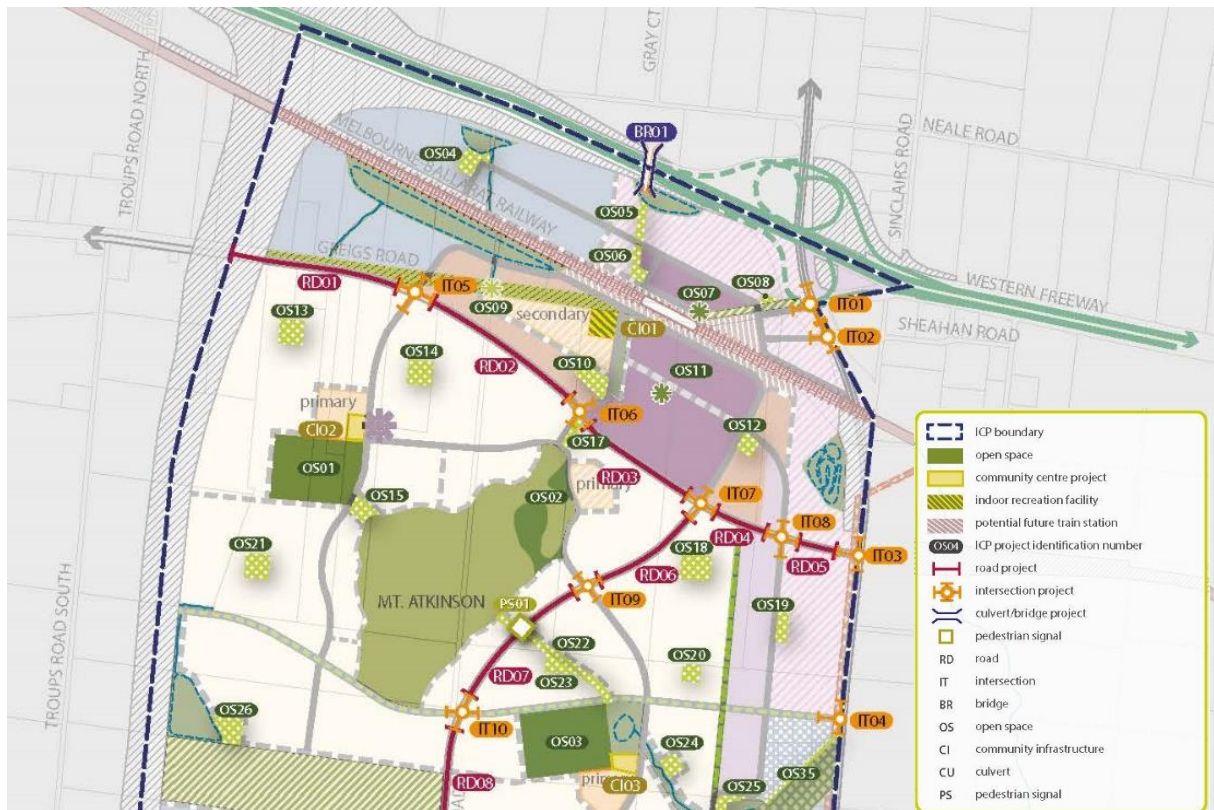 TROUPS ROAD NORTH
GRAY CT
NEALE ROAD
SINCLAIRS ROAD
BR01
OS04
MELBOURNE
RAILWAY
OS05
OS06
WESTERN FREEWAY
GREIGS ROAD
RD01
IT05
OS09
OS08
OS07
IT01
SHEAHAN ROAD
IT02
OS13
secondary
CI01
OS14
RD02
OS10
OS11
primary
CI02
IT06
OS17
OS12
OS01
OS02
primary
RD03
OS15
IT07
IT08
RD04
RD05
IT03
OS21
OS18
RD06
IT09
MT. ATKINSON
PS01
OS19
OS22
OS20
RD07
OS23
TROUPS ROAD SOUTH
OS26
IT10
IT04
OS03
OS24
RD08
primary
CI03
OS25
OS35
ICP boundary
open space
community centre project
indoor recreation facility
potential future train station
OS04 ICP project identification number
road project
intersection project
culvert/bridge project
pedestrian signal
RD road
IT intersection
BR bridge
OS open space
CI community infrastructure
CU culvert
PS pedestrian signal